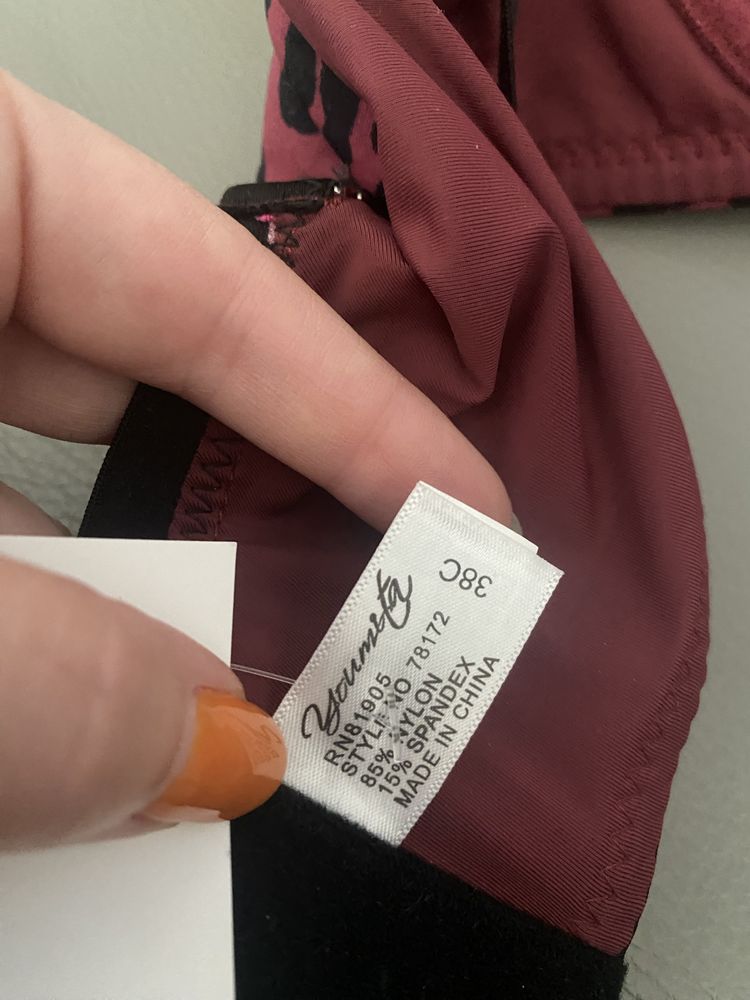 38C
Youmita
RN81905
STYLE NO 78172
85% NYLON
15% SPANDEX
MADE IN CHINA